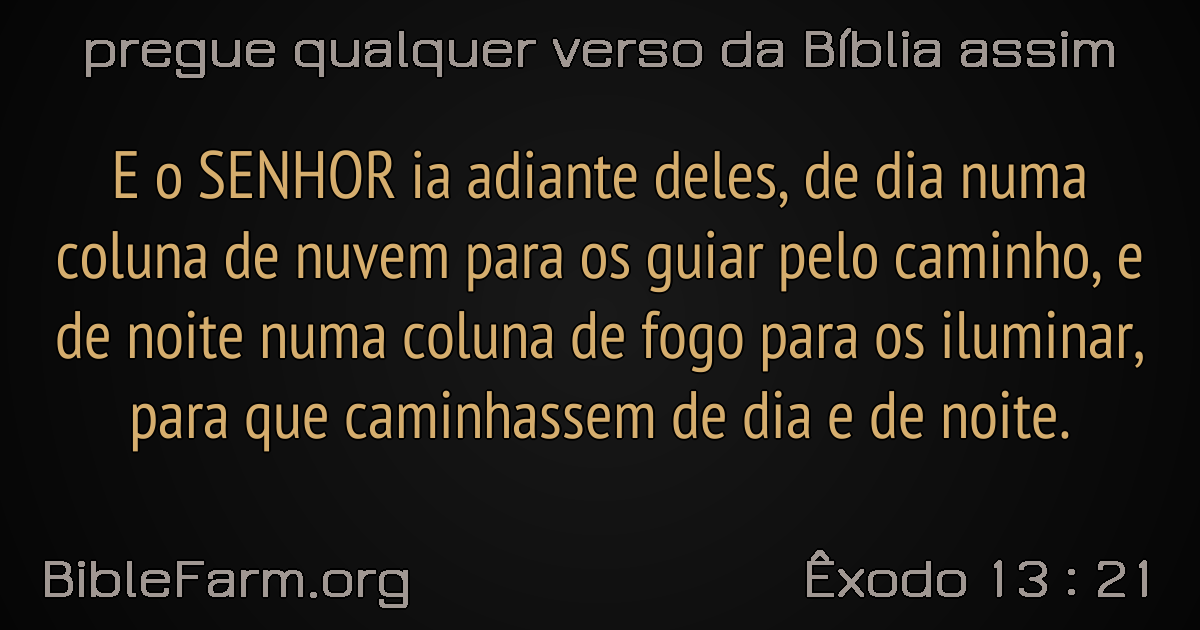 pregue qualquer verso da Bíblia assim
E o SENHOR ia adiante deles, de dia numa
coluna de nuvem para os guiar pelo caminho, e
de noite numa coluna de fogo para os iluminar,
para que caminhassem de dia e de noite.
BibleFarm.org
Êxodo 13 : 21